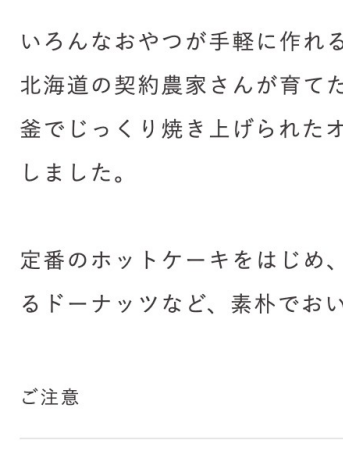 いろんなおやつが手軽に作れる
北海道の契約農家さんが育てた
釜でじっくり焼き上げられたオ
しました。
定番のホットケーキをはじめ、
るドーナッツなど、素朴でおい
ご注意